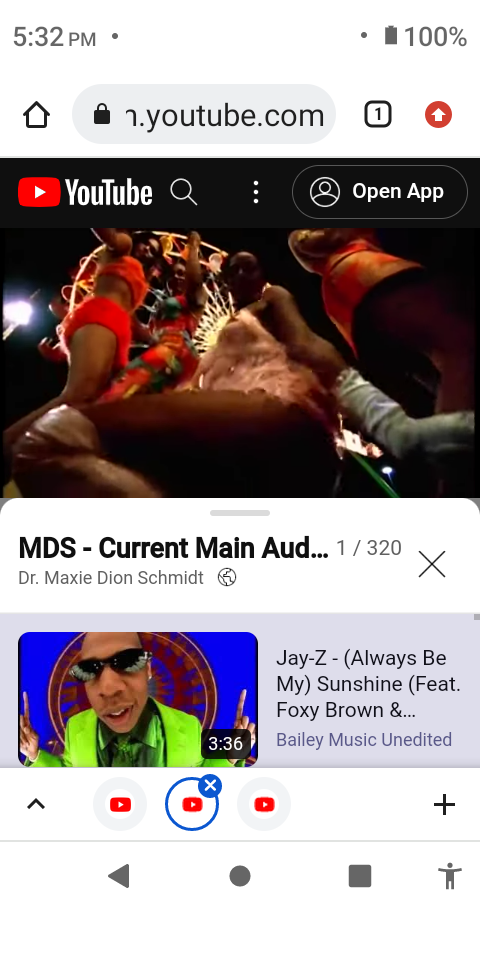 5:32 PM
100%
n.youtube.com
1
YouTube
Open App
MDS - Current Main Aud... 1 / 320
Dr. Maxie Dion Schmidt
Jay-Z - (Always Be
My) Sunshine (Feat.
Foxy Brown &...
Bailey Music Unedited
3:36